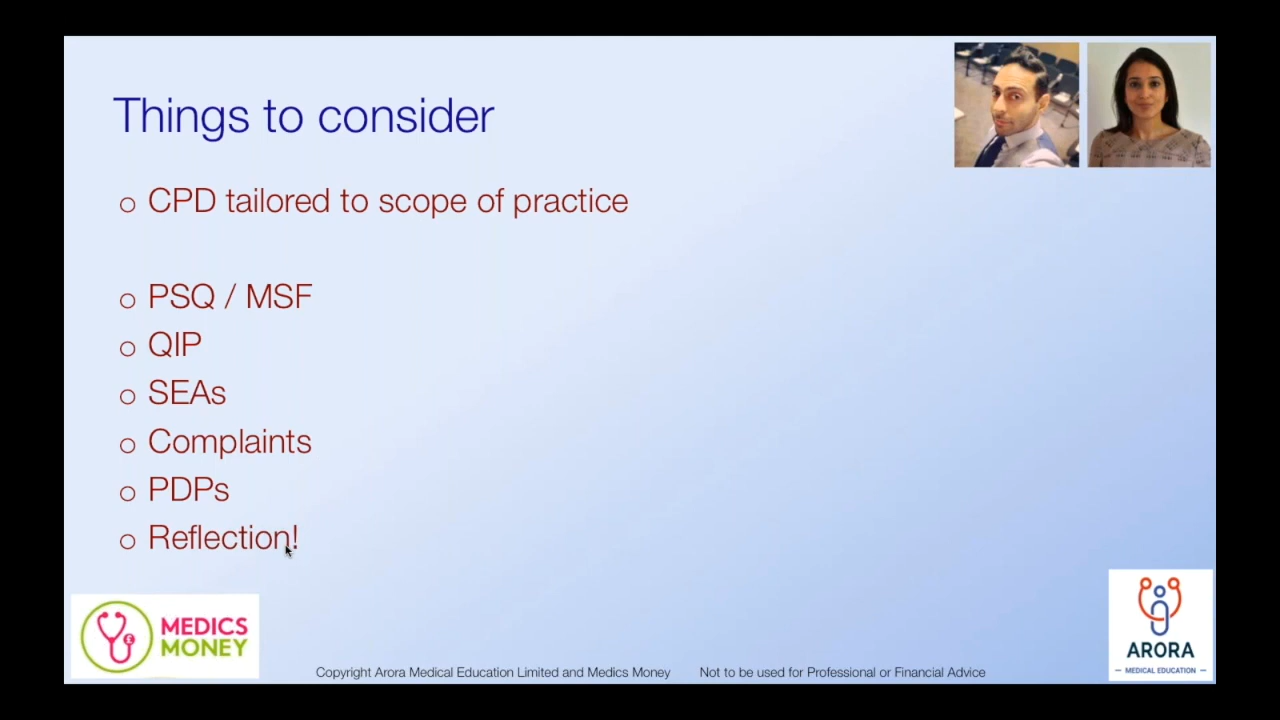 Things to consider
CPD tailored to scope of practice
PSQ / MSF
QIP
SEAs
Complaints
PDPs
Reflection!
MEDICS
MONEY
Copyright Arora Medical Education Limited and Medics Money Not to be used for Professional or Financial Advice
ARORA
MEDICAL EDUCATION